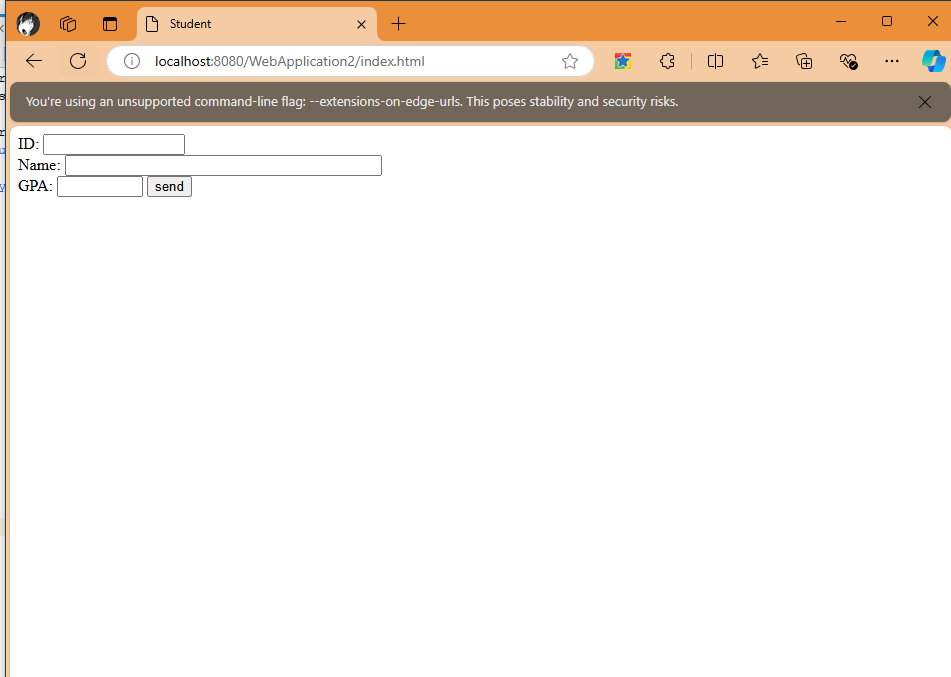 Student
localhost:8080/WebApplication2/index.html
You're using an unsupported command-line flag: --extensions-on-edge-urls. This poses stability and security risks.
ID:
Name:
GPA: send